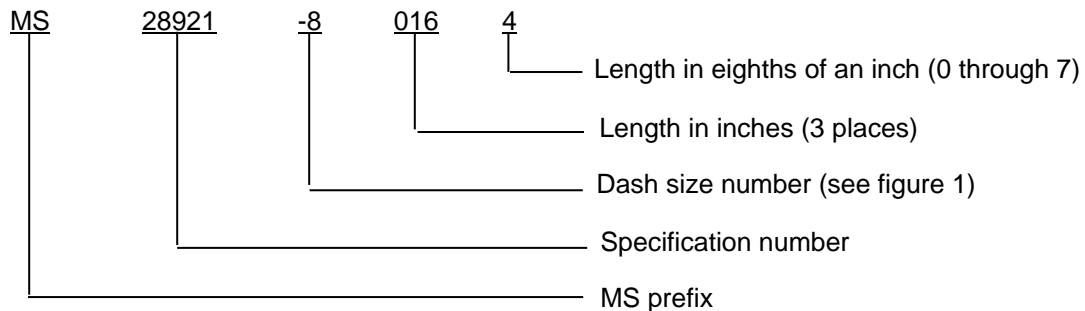 MS 28921 -8 016 4
Length in eighths of an inch (0 through 7)
Length in inches (3 places)
Dash size number (see figure 1)
Specification number
MS prefix